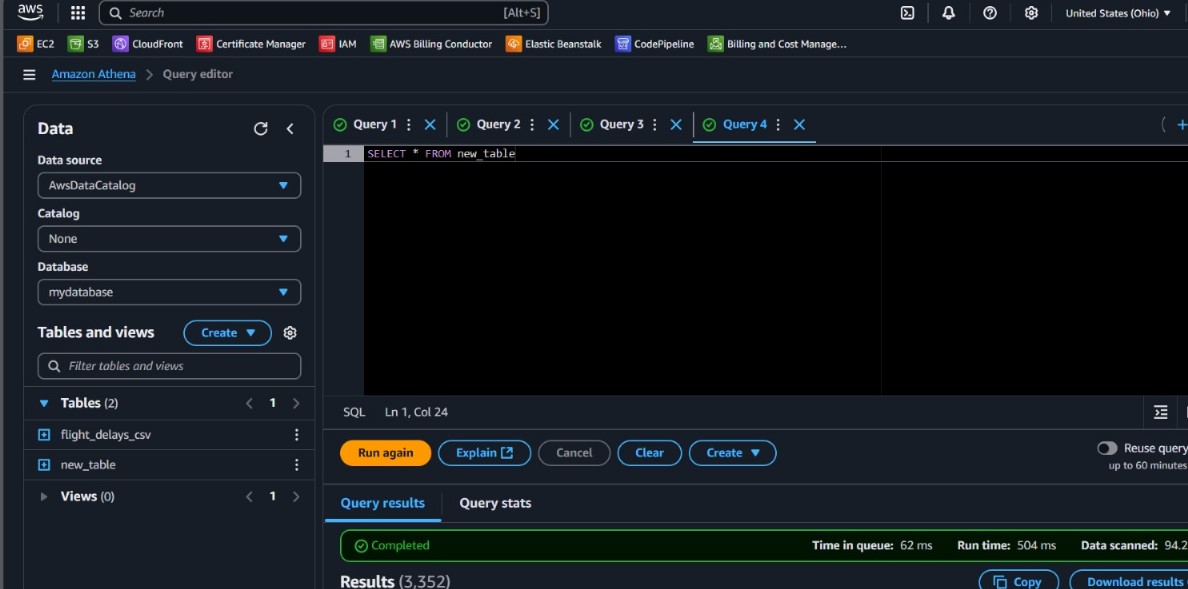 aws Search [Alt+S] United States (Ohio)
EC2 S3 CloudFront Certificate Manager IAM AWS Billing Conductor Elastic Beanstalk CodePipeline Billing and Cost Manage...
Amazon Athena > Query editor
Data
Data source
AwsDataCatalog
Catalog
None
Database
mydatabase
Tables and views Create
Filter tables and views
Tables (2) < 1 >
flight_delays_csv
new_table
Views (0) < 1 >
Query 1 Query 2 Query 3 Query 4
1 SELECT * FROM new_table
SQL Ln 1, Col 24
Run again Explain Cancel Clear Create Reuse query
up to 60 minutes
Query results Query stats
Completed Time in queue: 62 ms Run time: 504 ms Data scanned: 94.2
Results (3,352) Copy Download results